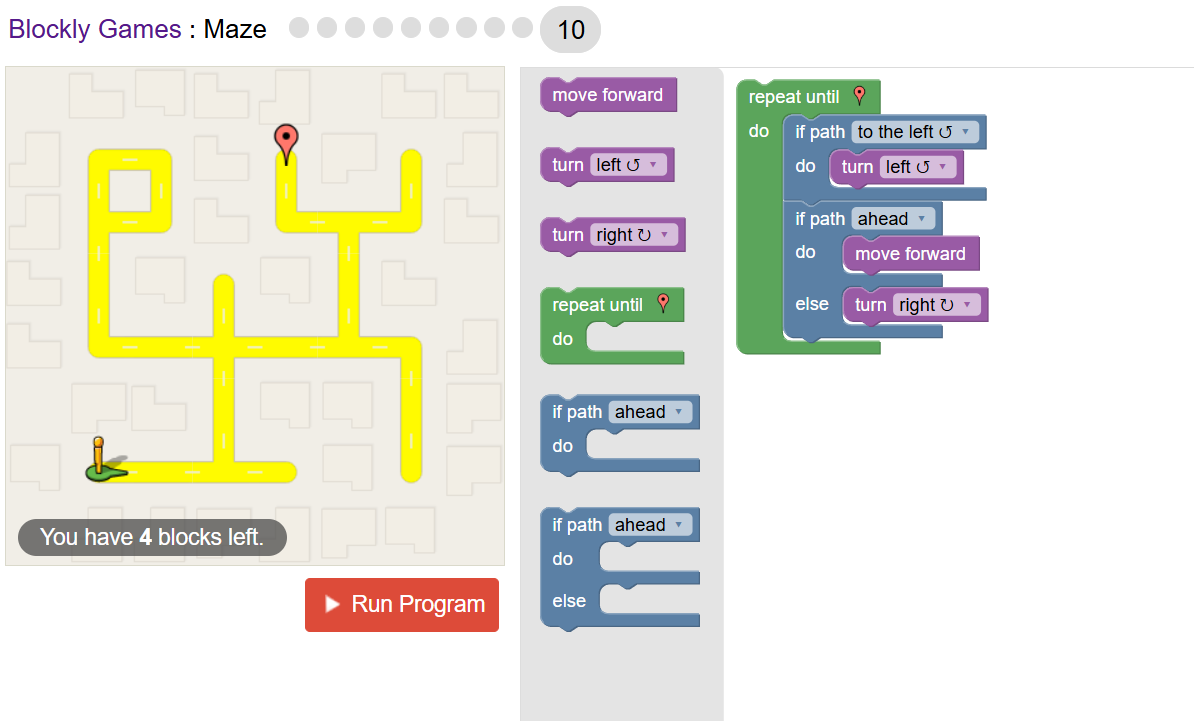 Blockly Games : Maze 10
You have 4 blocks left.
Run Program
move forward
turn left ↺ ▾
turn right ↻ ▾
repeat until
do
if path ahead ▾
do
if path ahead ▾
do
else
repeat until
do if path to the left ↺ ▾
do turn left ↺ ▾
if path ahead ▾
do move forward
else turn right ↻ ▾